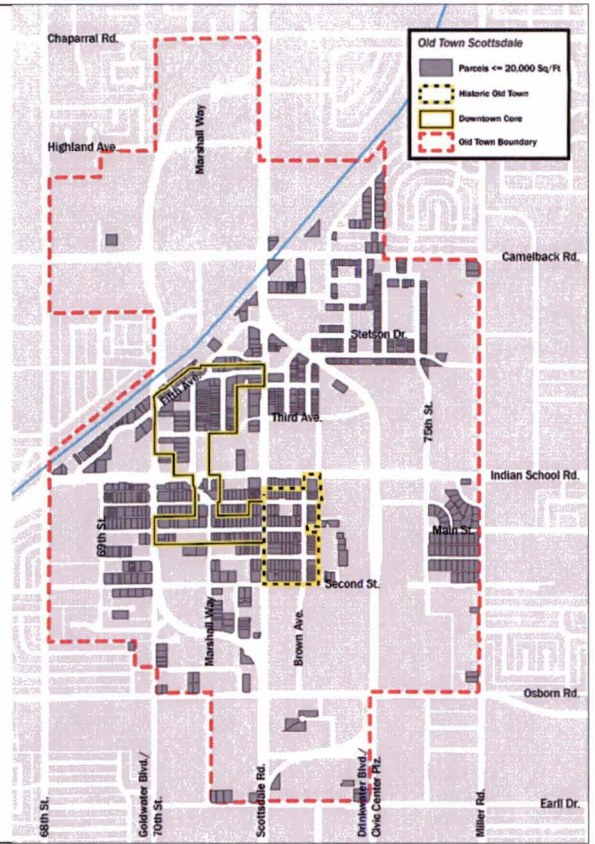 Old Town Scottsdale
Parcels <= 20,000 Sq/Ft
Historic Old Town
Downtown Core
Old Town Boundary
Chaparral Rd.
Marshall Way
Highland Ave
Camelback Rd.
Stetson Dr.
Fifth Ave.
Third Ave.
75th St.
Indian School Rd.
69th St.
Main St.
Second St.
Marshall Way
Brown Ave.
Osborn Rd.
68th St.
Goldwater Blvd./
70th St.
Scottsdale Rd.
Drinkwater Blvd./
Civic Center Plz.
Miller Rd.
Earll Dr.